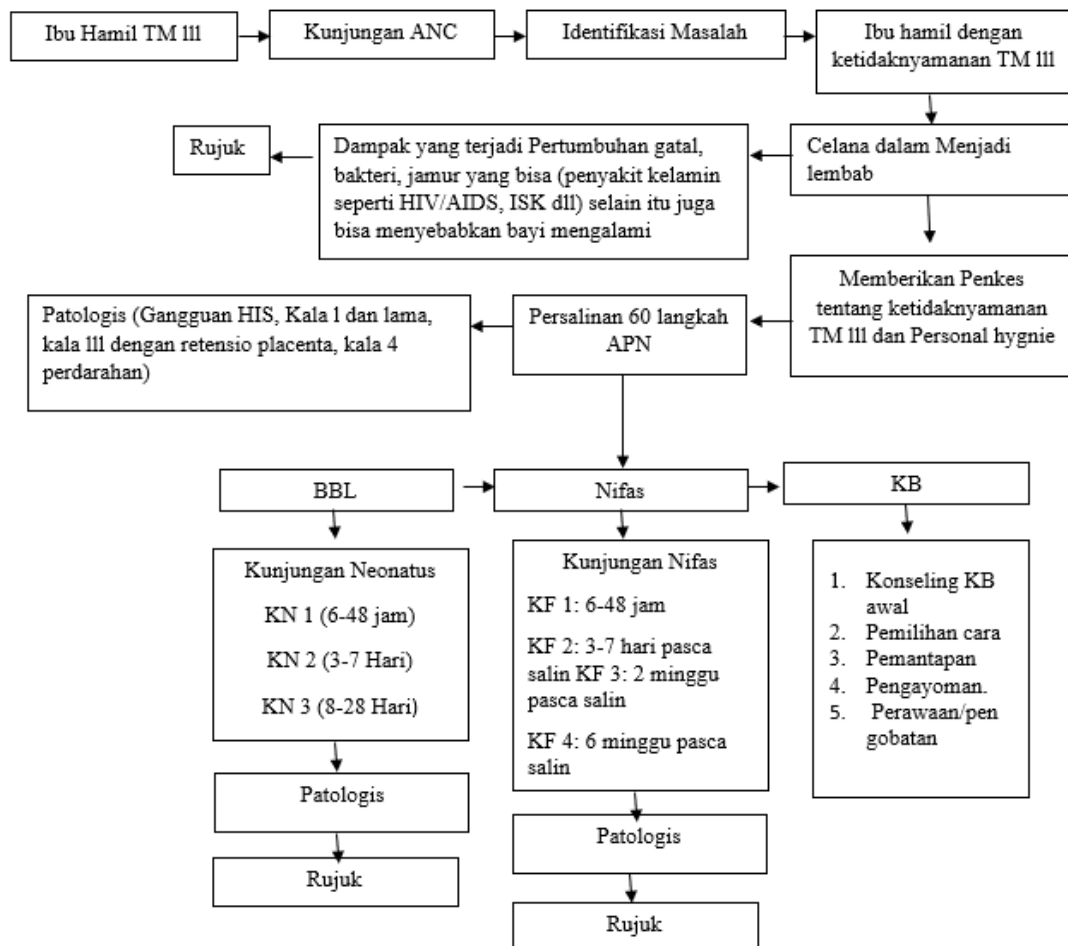 Ibu Hamil TM lll
Kunjungan ANC
Identifikasi Masalah
Ibu hamil dengan
ketidaknyamanan TM lll
Rujuk
Dampak yang terjadi Pertumbuhan gatal,
bakteri, jamur yang bisa (penyakit kelamin
seperti HIV/AIDS, ISK dll) selain itu juga
bisa menyebabkan bayi mengalami
Celana dalam Menjadi
lembab
Patologis (Gangguan HIS, Kala l dan lama,
kala lll dengan retensio placenta, kala 4
perdarahan)
Persalinan 60 langkah
APN
Memberikan Penkes
tentang ketidaknyamanan
TM lll dan Personal hygnie
BBL
Nifas
KB
Kunjungan Neonatus
KN 1 (6-48 jam)
KN 2 (3-7 Hari)
KN 3 (8-28 Hari)
Kunjungan Nifas
KF 1: 6-48 jam
KF 2: 3-7 hari pasca
salin KF 3: 2 minggu
pasca salin
KF 4: 6 minggu pasca
salin
1. Konseling KB
awal
2. Pemilihan cara
3. Pemantapan
4. Pengayoman.
5. Perawaan/pen
gobatan
Patologis
Rujuk
Patologis
Rujuk